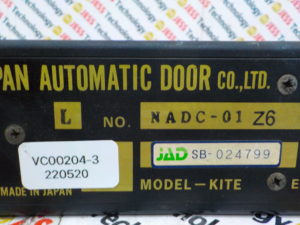 PAN AUTOMATIC DOOR CO.,LTD.
L NO. NADC-01 Z6
VC00204-3
220520
JAD SB-024799
MADE IN JAPAN MODEL-KITE E